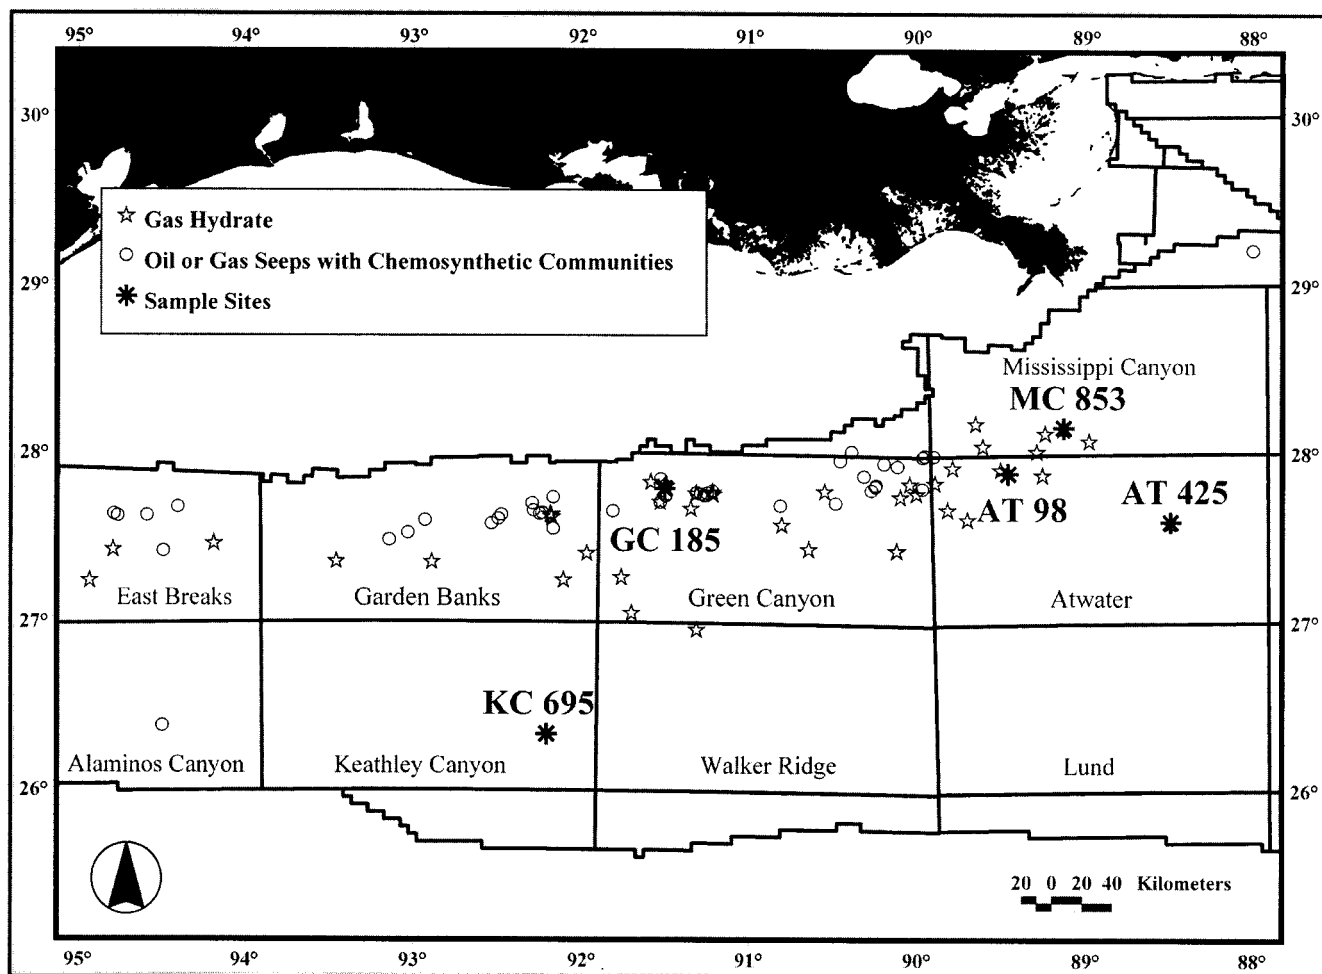 95° 94° 93° 92° 91° 90° 89° 88°
30° 30°
Gas Hydrate
Oil or Gas Seeps with Chemosynthetic Communities
Sample Sites
29° 29°
Mississippi Canyon
MC 853
28° 28°
AT 425
AT 98
GC 185
East Breaks Garden Banks Green Canyon Atwater
27° 27°
KC 695
Alaminos Canyon Keathley Canyon Walker Ridge Lund
26° 26°
20 0 20 40 Kilometers
95° 94° 93° 92° 91° 90° 89° 88°